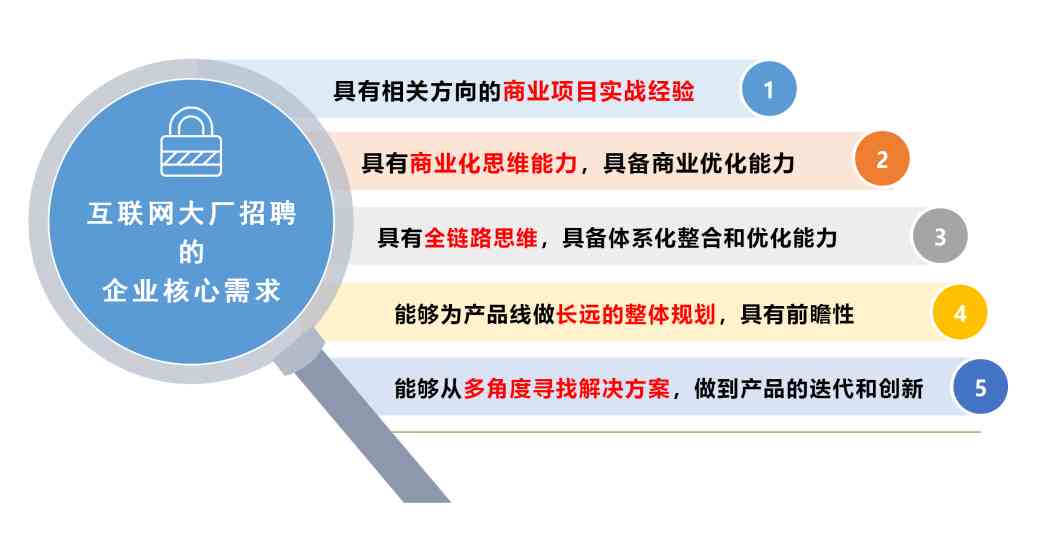 互联网大厂招聘
的
企业核心需求
具有相关方向的商业项目实战经验
1
具有商业化思维能力，具备商业优化能力
2
具有全链路思维，具备体系化整合和优化能力
3
能够为产品线做长远的整体规划，具有前瞻性
4
能够从多角度寻找解决方案，做到产品的迭代和创新
5